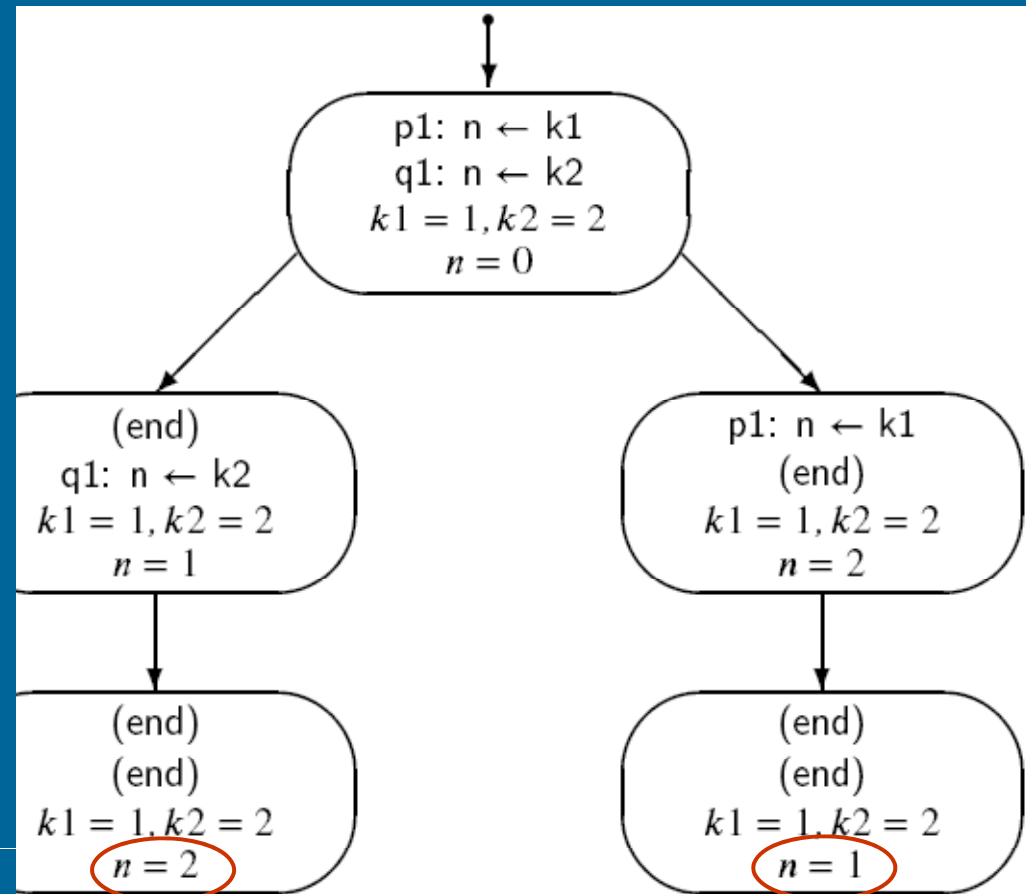 p1: n ← k1
q1: n ← k2
k1 = 1, k2 = 2
n = 0
(end)
q1: n ← k2
k1 = 1, k2 = 2
n = 1
p1: n ← k1
(end)
k1 = 1, k2 = 2
n = 2
(end)
(end)
k1 = 1, k2 = 2
n = 2
(end)
(end)
k1 = 1, k2 = 2
n = 1